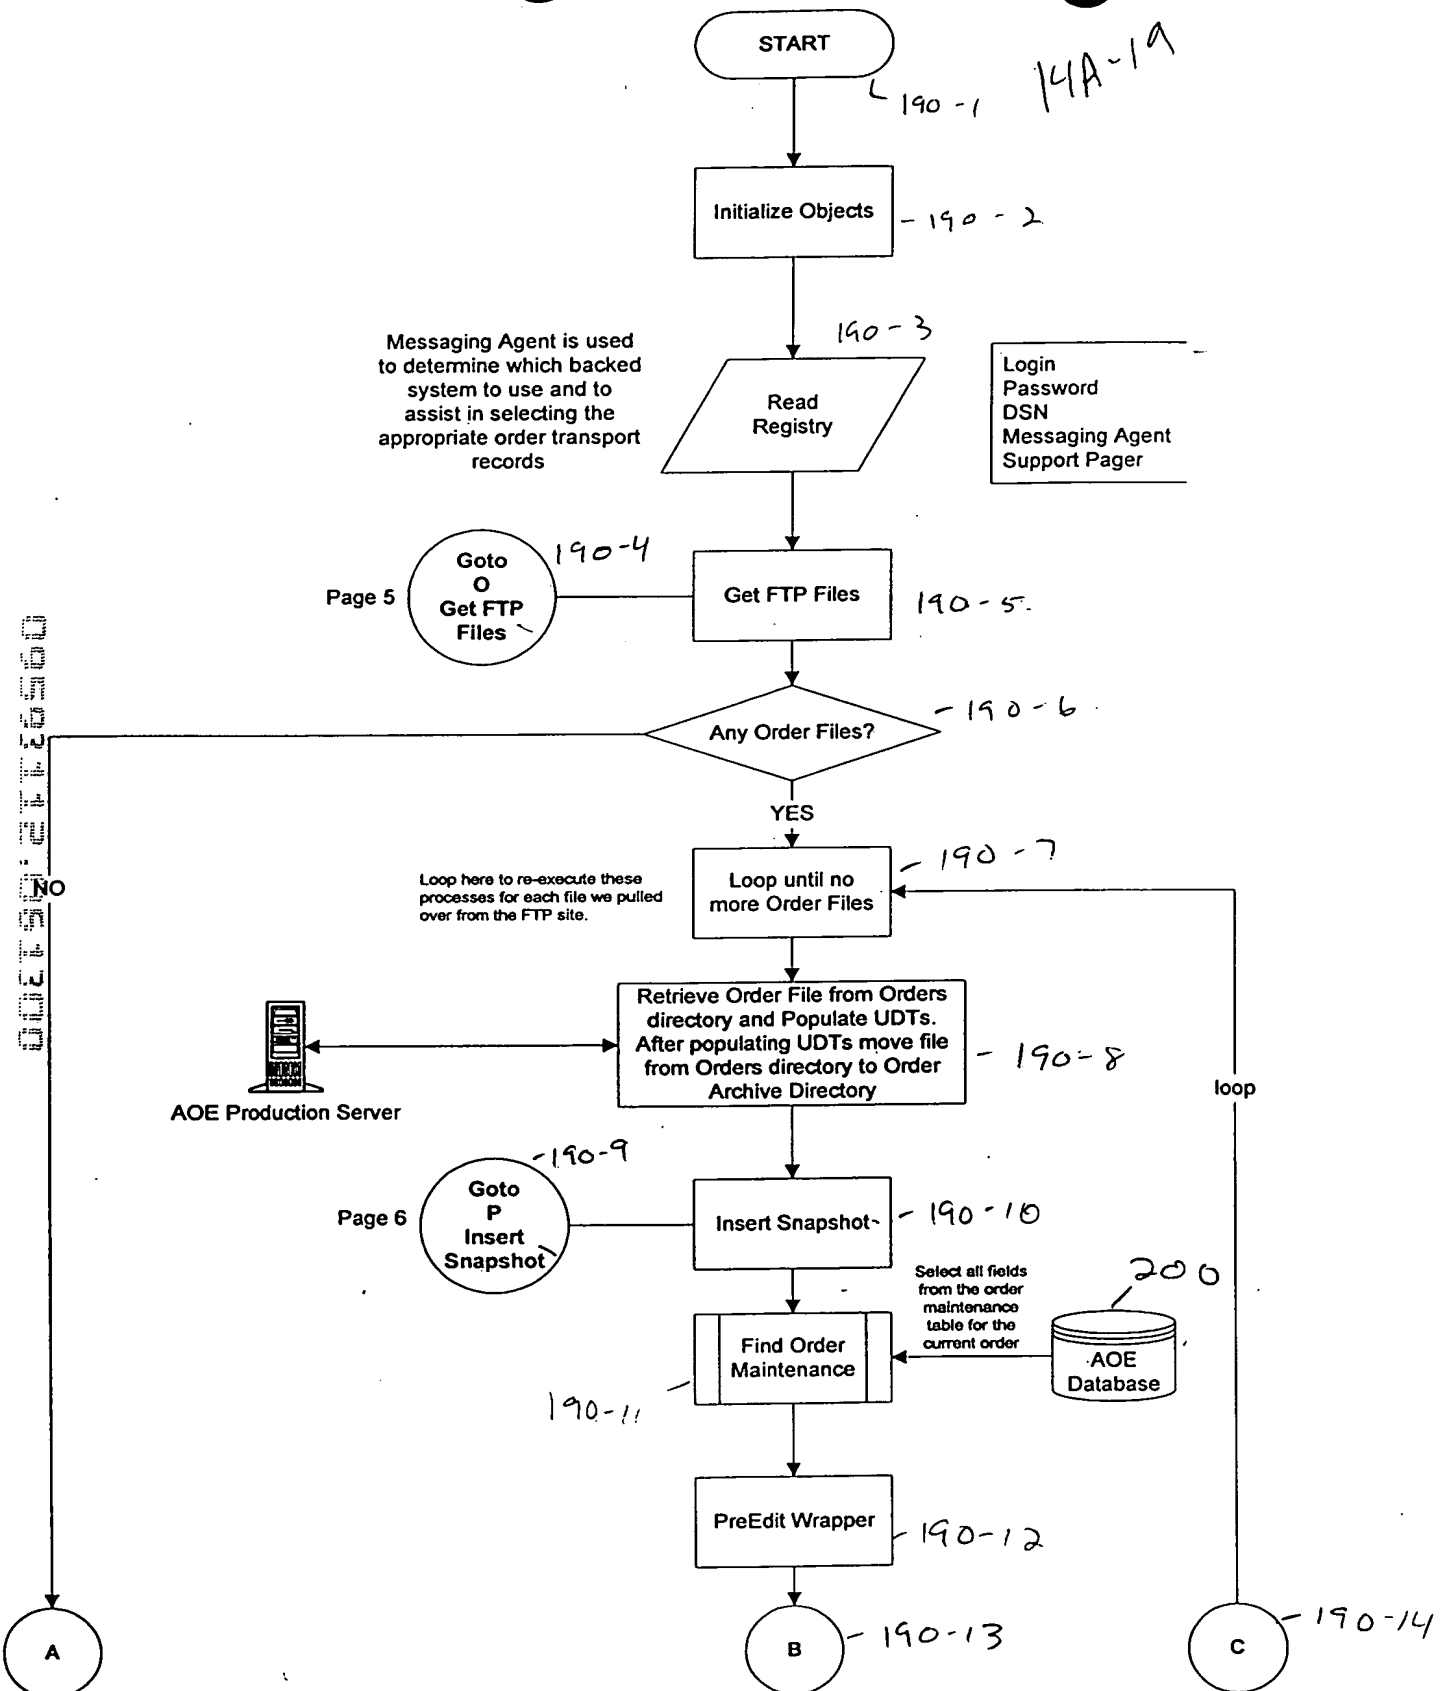 START
14A-19
190-1
Initialize Objects
190-2
190-3
Messaging Agent is used
to determine which backed
system to use and to
assist in selecting the
appropriate order transport
records
Read
Registry
Login
Password
DSN
Messaging Agent
Support Pager
190-4
Goto
O
Get FTP
Files
Page 5
Get FTP Files
190-5
Any Order Files?
190-6
YES
NO
Loop here to re-execute these
processes for each file we pulled
over from the FTP site.
Loop until no
more Order Files
190-7
Retrieve Order File from Orders
directory and Populate UDTs.
After populating UDTs move file
from Orders directory to Order
Archive Directory
190-8
AOE Production Server
loop
190-9
Goto
P
Insert
Snapshot
Page 6
Insert Snapshot
190-10
Select all fields
from the order
maintenance
table for the
current order
200
Find Order
Maintenance
AOE
Database
190-11
PreEdit Wrapper
190-12
A
B
190-13
C
190-14